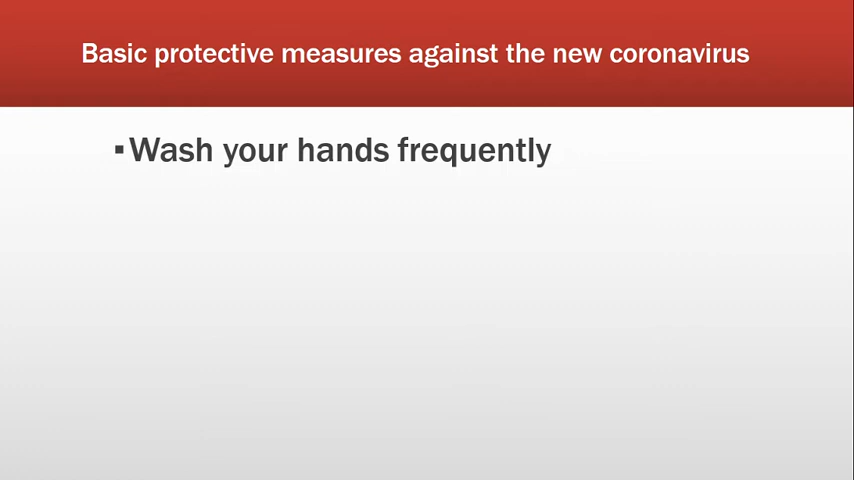 Basic protective measures against the new coronavirus
▪Wash your hands frequently